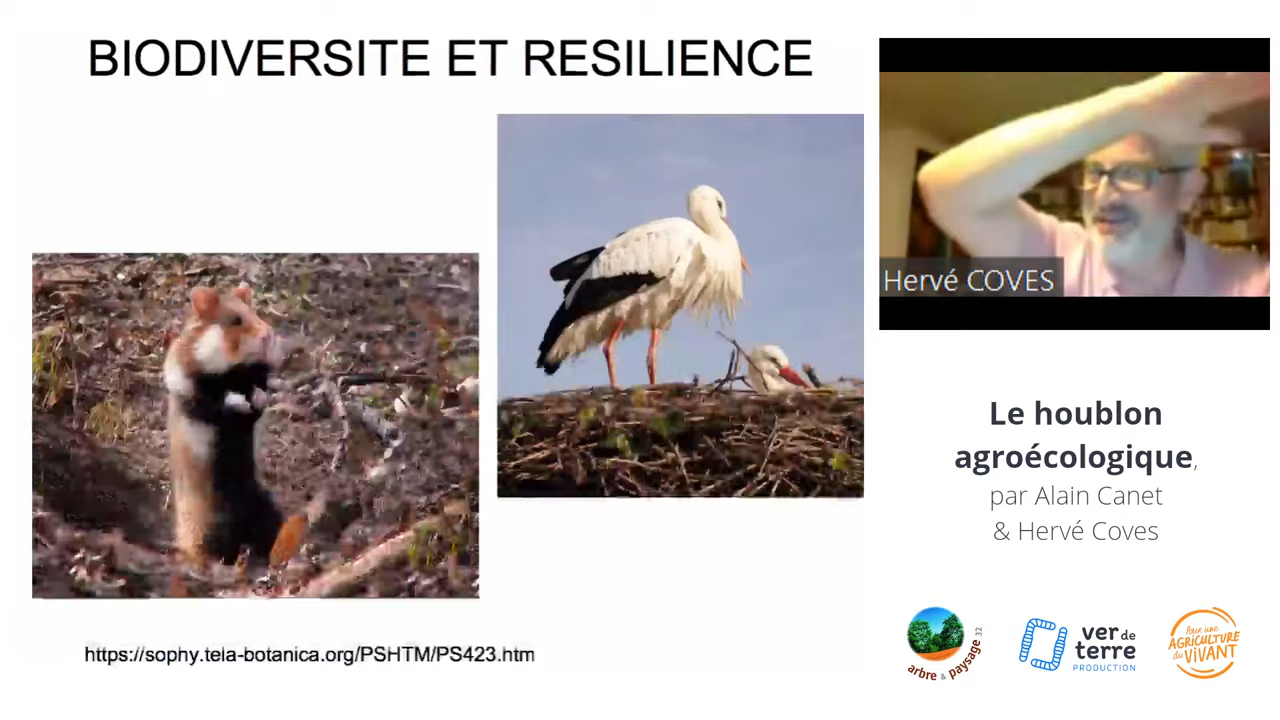 BIODIVERSITE ET RESILIENCE
Hervé COVES
Le houblon
agroécologique,
par Alain Canet
& Hervé Coves
https://sophy.tela-botanica.org/PSHTM/PS423.htm
arbre & paysage 32
ver de
terre
PRODUCTION
Pour une
AGRICULTURE
du ViVANT